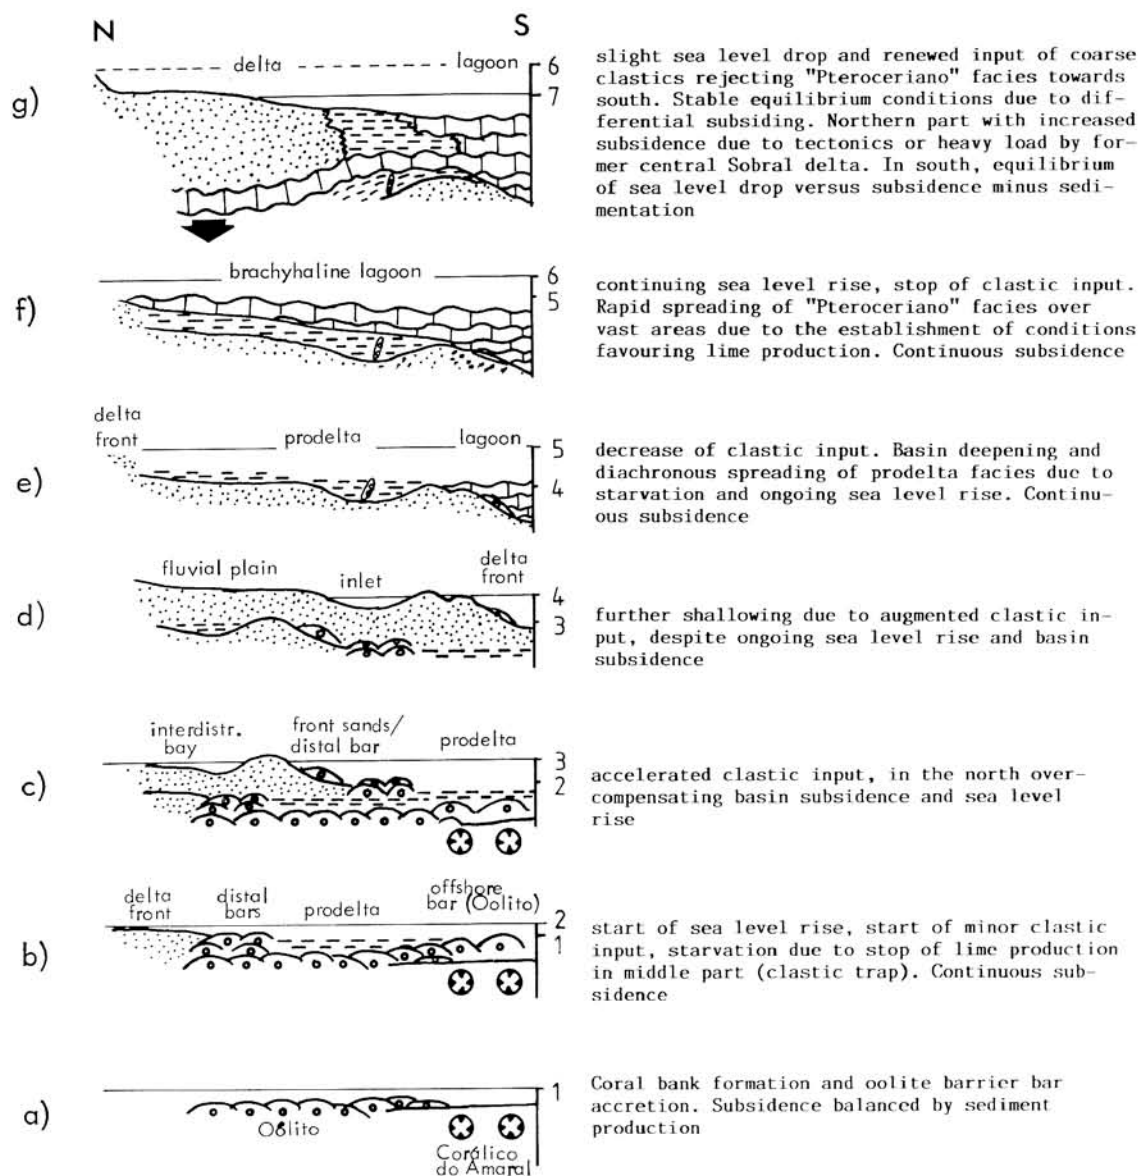 N
S
delta
lagoon
6
7
g)
slight sea level drop and renewed input of coarse
clastics rejecting "Pteroceriano" facies towards
south. Stable equilibrium conditions due to dif-
ferential subsiding. Northern part with increased
subsidence due to tectonics or heavy load by for-
mer central Sobral delta. In south, equilibrium
of sea level drop versus subsidence minus sedi-
mentation
brachyhaline lagoon
6
5
f)
continuing sea level rise, stop of clastic input.
Rapid spreading of "Pteroceriano" facies over
vast areas due to the establishment of conditions
favouring lime production. Continuous subsidence
delta
front
prodelta
lagoon
5
4
e)
decrease of clastic input. Basin deepening and
diachronous spreading of prodelta facies due to
starvation and ongoing sea level rise. Continu-
ous subsidence
fluvial plain
inlet
delta
front
4
3
d)
further shallowing due to augmented clastic in-
put, despite ongoing sea level rise and basin
subsidence
interdistr.
bay
front sands/
distal bar
prodelta
3
2
c)
accelerated clastic input, in the north over-
compensating basin subsidence and sea level
rise
delta
front
distal
bars
prodelta
offshore
bar (Oolito)
2
1
b)
start of sea level rise, start of minor clastic
input, starvation due to stop of lime production
in middle part (clastic trap). Continuous sub-
sidence
1
a)
Oólito
Corálico
do Amaral
Coral bank formation and oolite barrier bar
accretion. Subsidence balanced by sediment
production